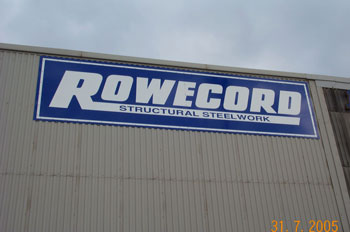 ROWECORD
STRUCTURAL STEELWORK
31. 7. 2005